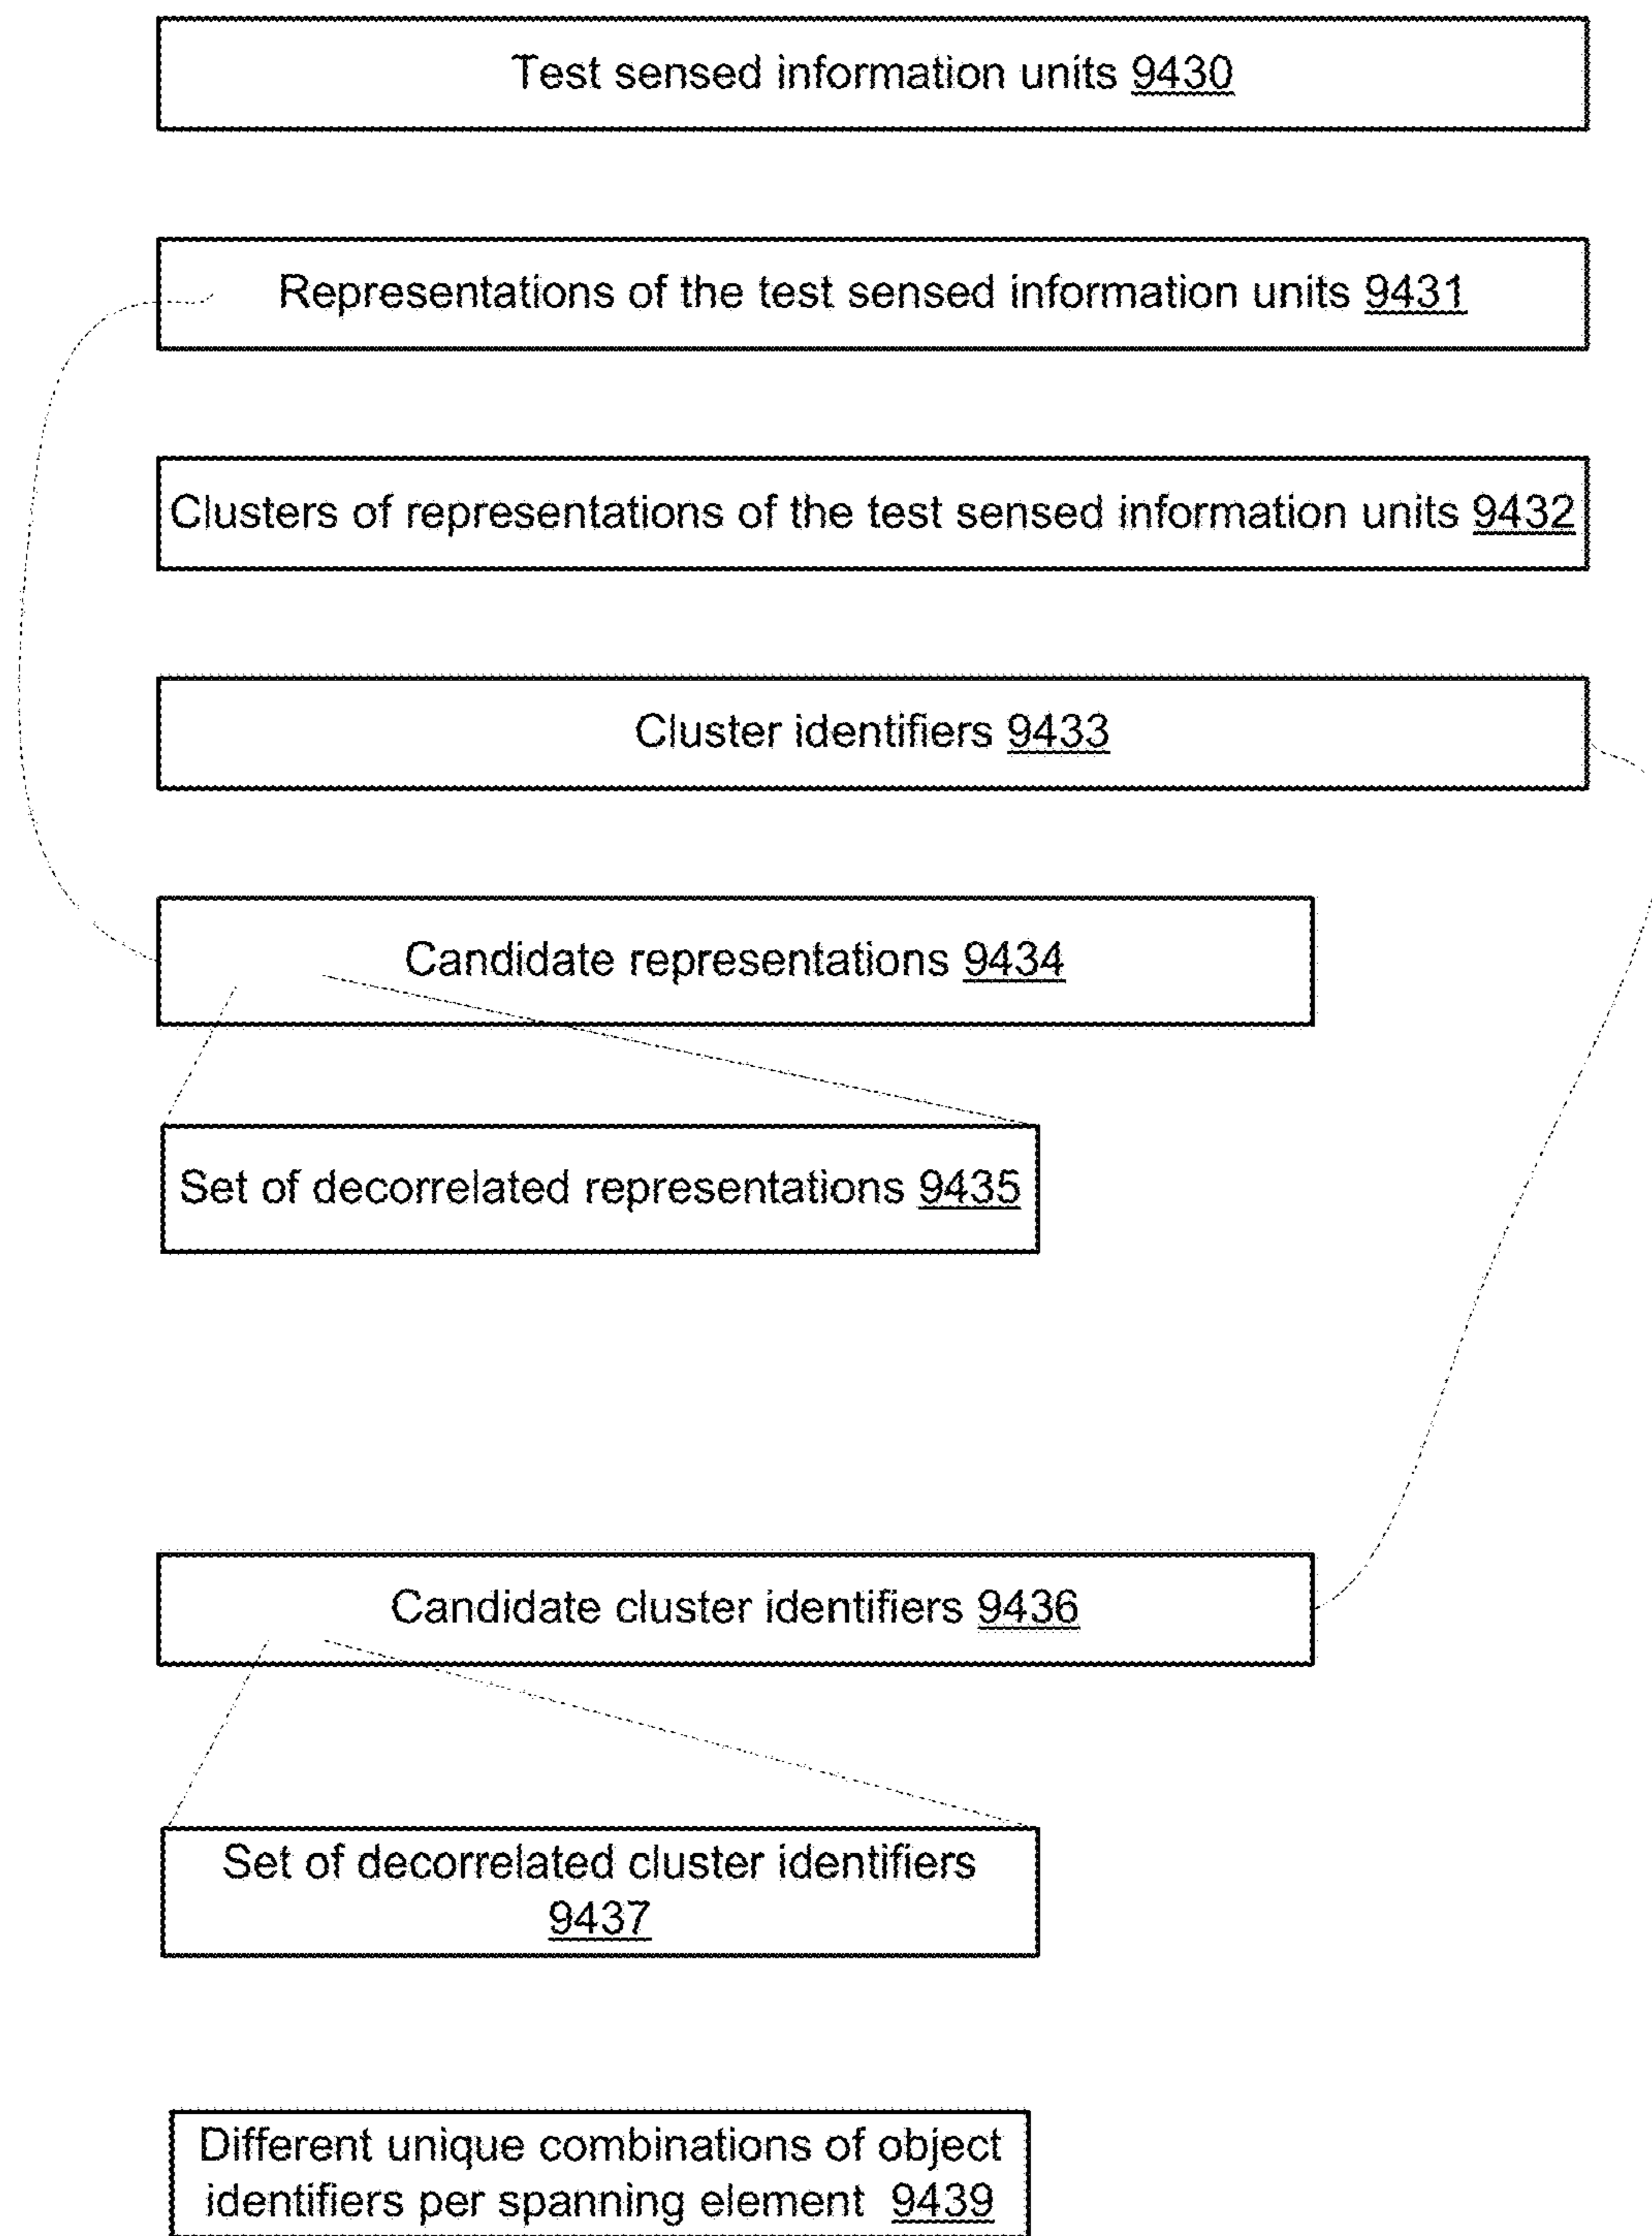 Test sensed information units 9430
Representations of the test sensed information units 9431
Clusters of representations of the test sensed information units 9432
Cluster identifiers 9433
Candidate representations 9434
Set of decorrelated representations 9435
Candidate cluster identifiers 9436
Set of decorrelated cluster identifiers
9437
Different unique combinations of object
identifiers per spanning element 9439